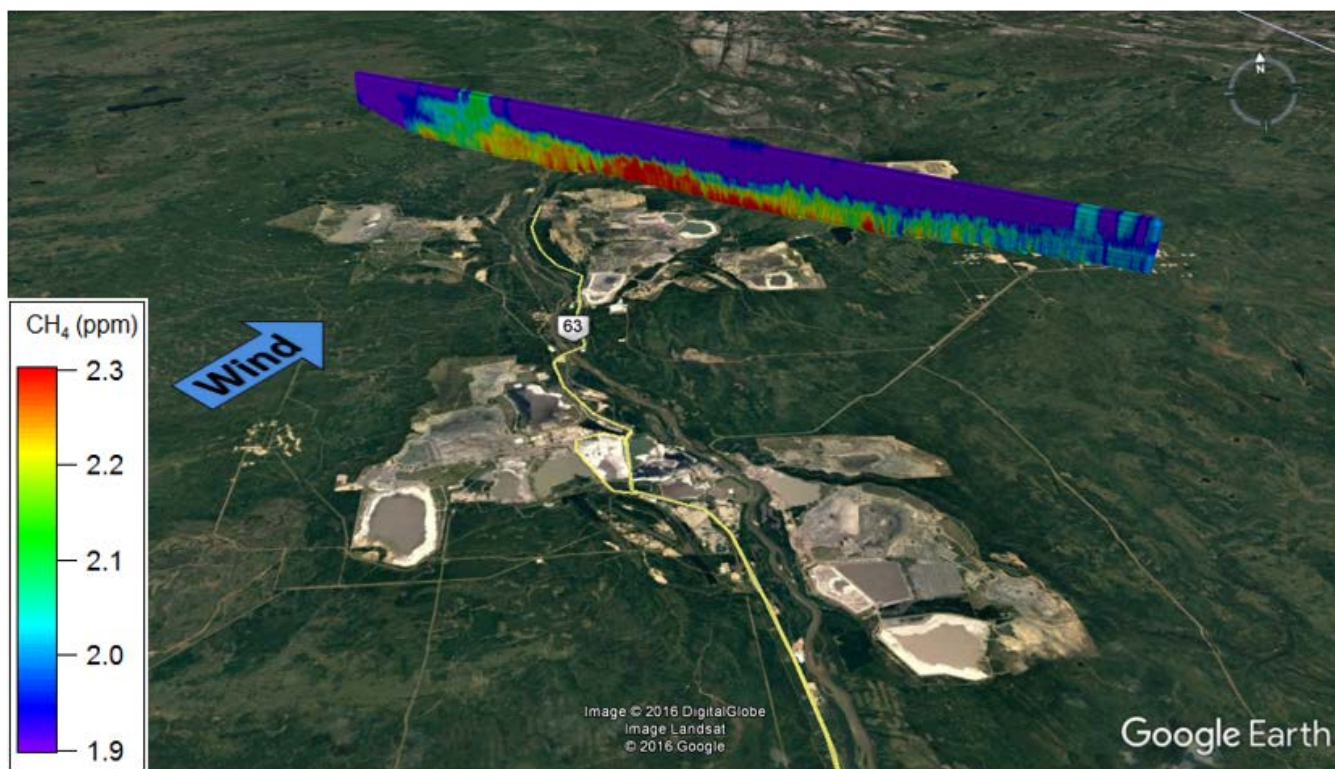 N
CH₄ (ppm)
2.3
2.2
2.1
2.0
1.9
Wind
63
Image © 2016 DigitalGlobe
Image Landsat
© 2016 Google
Google Earth